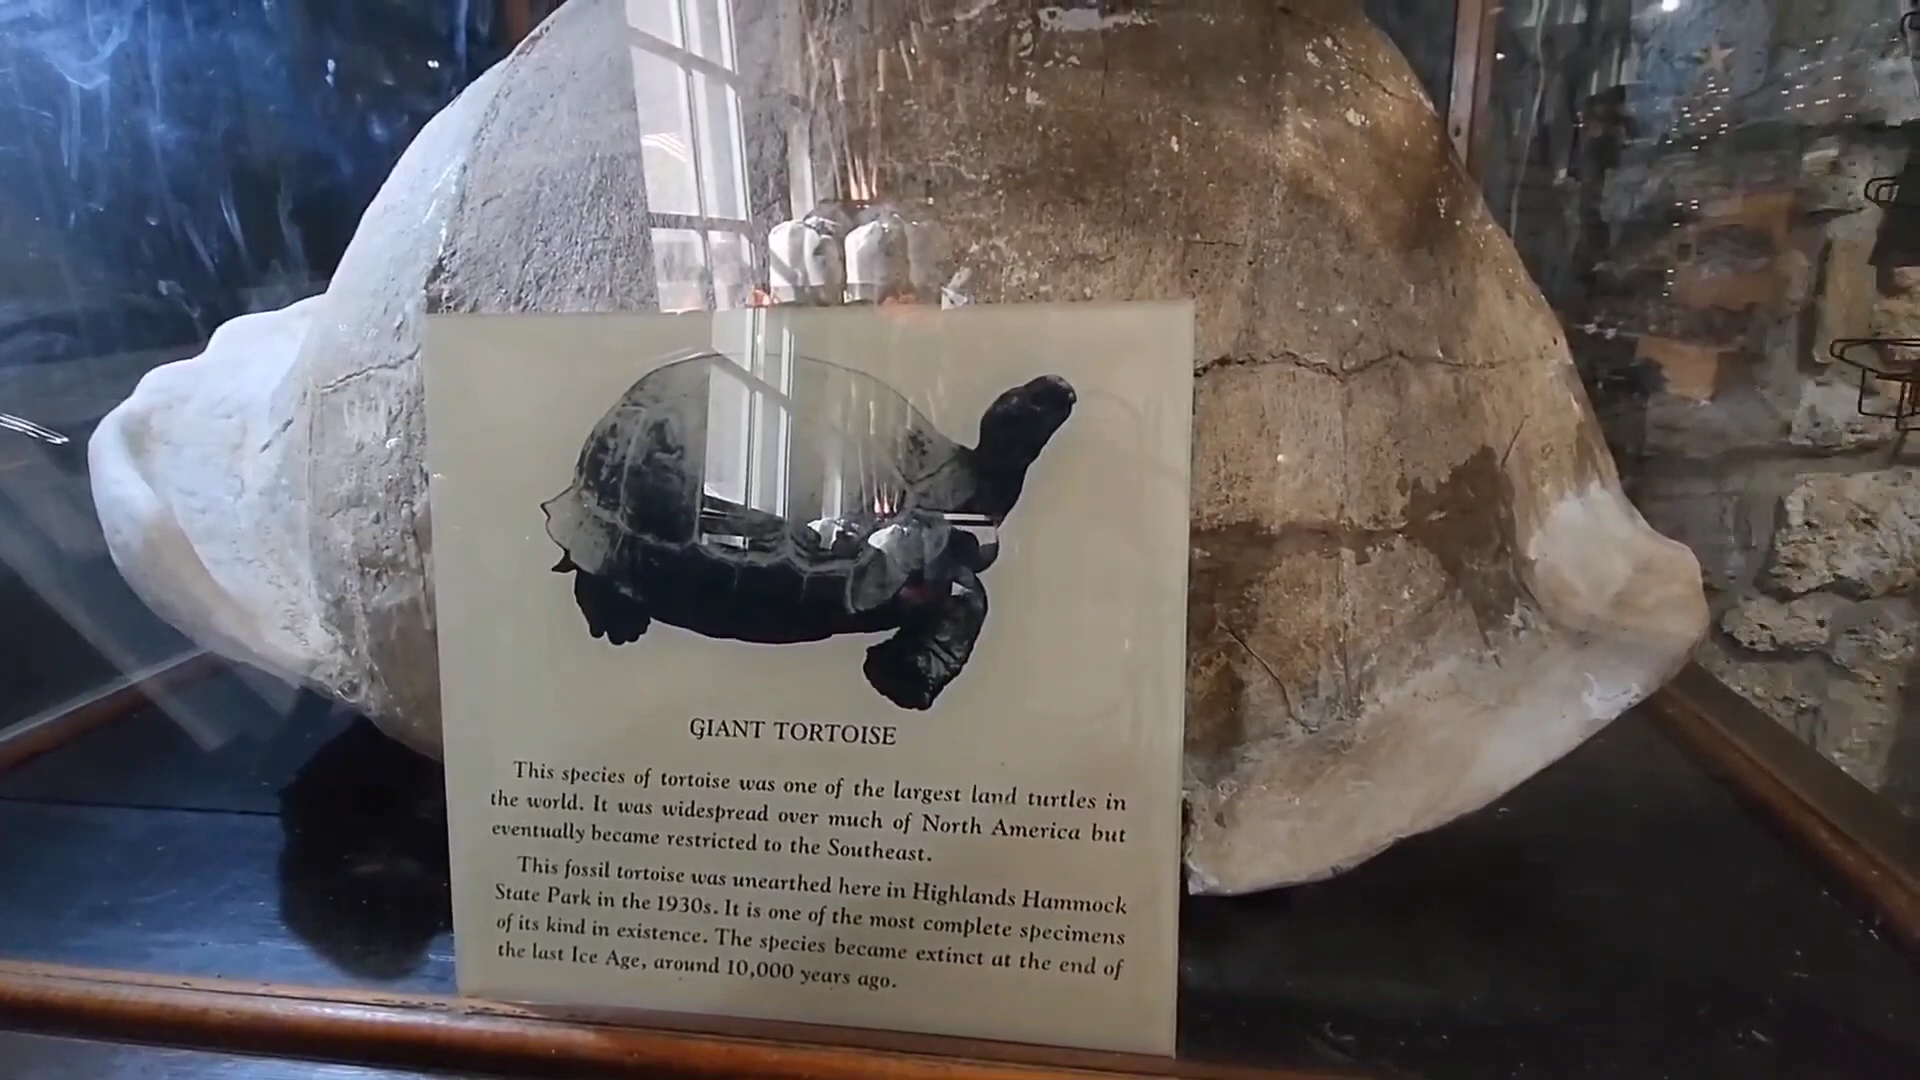 GIANT TORTOISE
This species of tortoise was one of the largest land turtles in
the world. It was widespread over much of North America but
eventually became restricted to the Southeast.
This fossil tortoise was unearthed here in Highlands Hammock
State Park in the 1930s. It is one of the most complete specimens
of its kind in existence. The species became extinct at the end of
the last Ice Age, around 10,000 years ago.